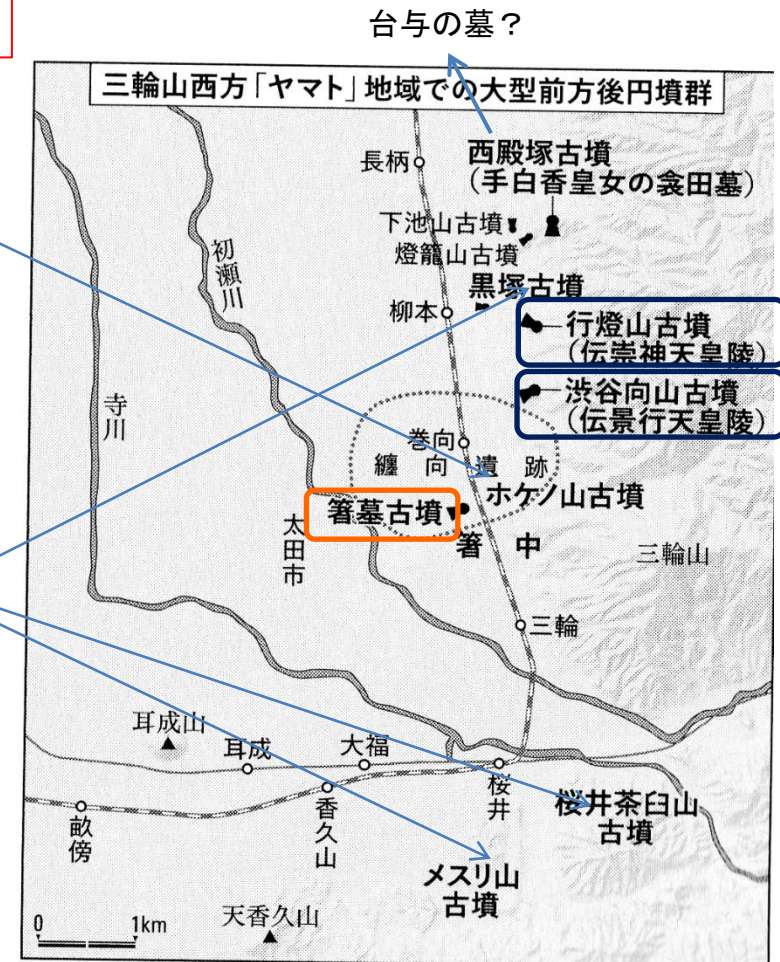 台与の墓？
三輪山西方「ヤマト」地域での大型前方後円墳群
長柄
西殿塚古墳
(手白香皇女の衾田墓)
下池山古墳
燈籠山古墳
初瀬川
黒塚古墳
柳本
行燈山古墳
(伝崇神天皇陵)
渋谷向山古墳
(伝景行天皇陵)
寺川
巻向
纏向遺跡
ホケノ山古墳
箸墓古墳
箸中
太田市
三輪山
三輪
耳成山
耳成
大福
桜井
香久山
畝傍
桜井茶臼山
古墳
メスリ山
古墳
天香久山
0 1km